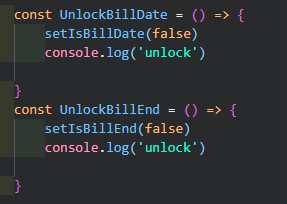 const UnlockBillDate = () => {
    setIsBillDate(false)
    console.log('unlock')

}
const UnlockBillEnd = () => {
    setIsBillEnd(false)
    console.log('unlock')

}